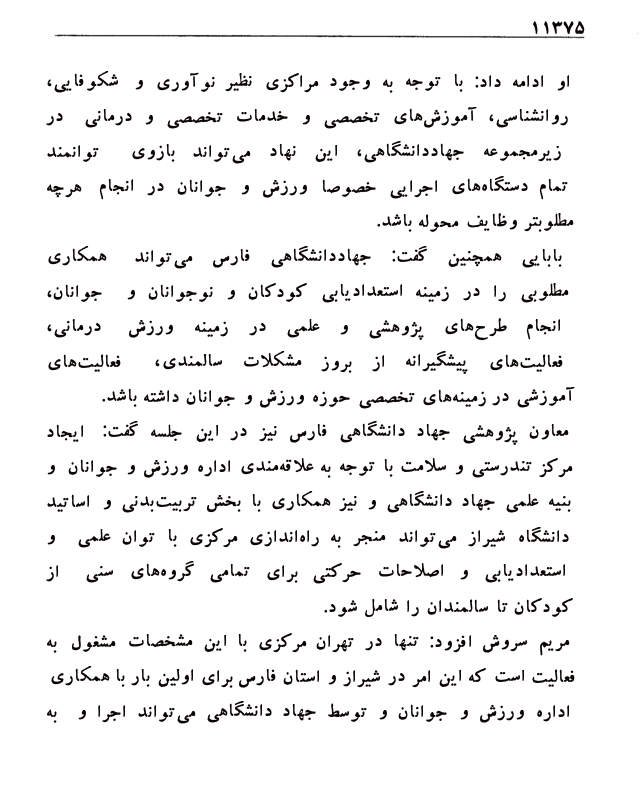 ۱۱۳۷۵
او ادامه داد: با توجه به وجود مراکزی نظیر نوآوری و شکوفایی،
روانشناسی، آموزش‌های تخصصی و خدمات تخصصی و درمانی در
زیرمجموعه جهاددانشگاهی، این نهاد می‌تواند بازوی توانمند
تمام دستگاه‌های اجرایی خصوصا ورزش و جوانان در انجام هرچه
مطلوبتر وظایف محوله باشد.
بابایی همچنین گفت: جهاددانشگاهی فارس می‌تواند همکاری
مطلوبی را در زمینه استعدادیابی کودکان و نوجوانان و جوانان،
انجام طرح‌های پژوهشی و علمی در زمینه ورزش درمانی،
فعالیت‌های پیشگیرانه از بروز مشکلات سالمندی، فعالیت‌های
آموزشی در زمینه‌های تخصصی حوزه ورزش و جوانان داشته باشد.
معاون پژوهشی جهاد دانشگاهی فارس نیز در این جلسه گفت: ایجاد
مرکز تندرستی و سلامت با توجه به علاقه‌مندی اداره ورزش و جوانان و
بنیه علمی جهاد دانشگاهی و نیز همکاری با بخش تربیت‌بدنی و اساتید
دانشگاه شیراز می‌تواند منجر به راه‌اندازی مرکزی با توان علمی و
استعدادیابی و اصلاحات حرکتی برای تمامی گروه‌های سنی از
کودکان تا سالمندان را شامل شود.
مریم سروش افزود: تنها در تهران مرکزی با این مشخصات مشغول به
فعالیت است که این امر در شیراز و استان فارس برای اولین بار با همکاری
اداره ورزش و جوانان و توسط جهاد دانشگاهی می‌تواند اجرا و به